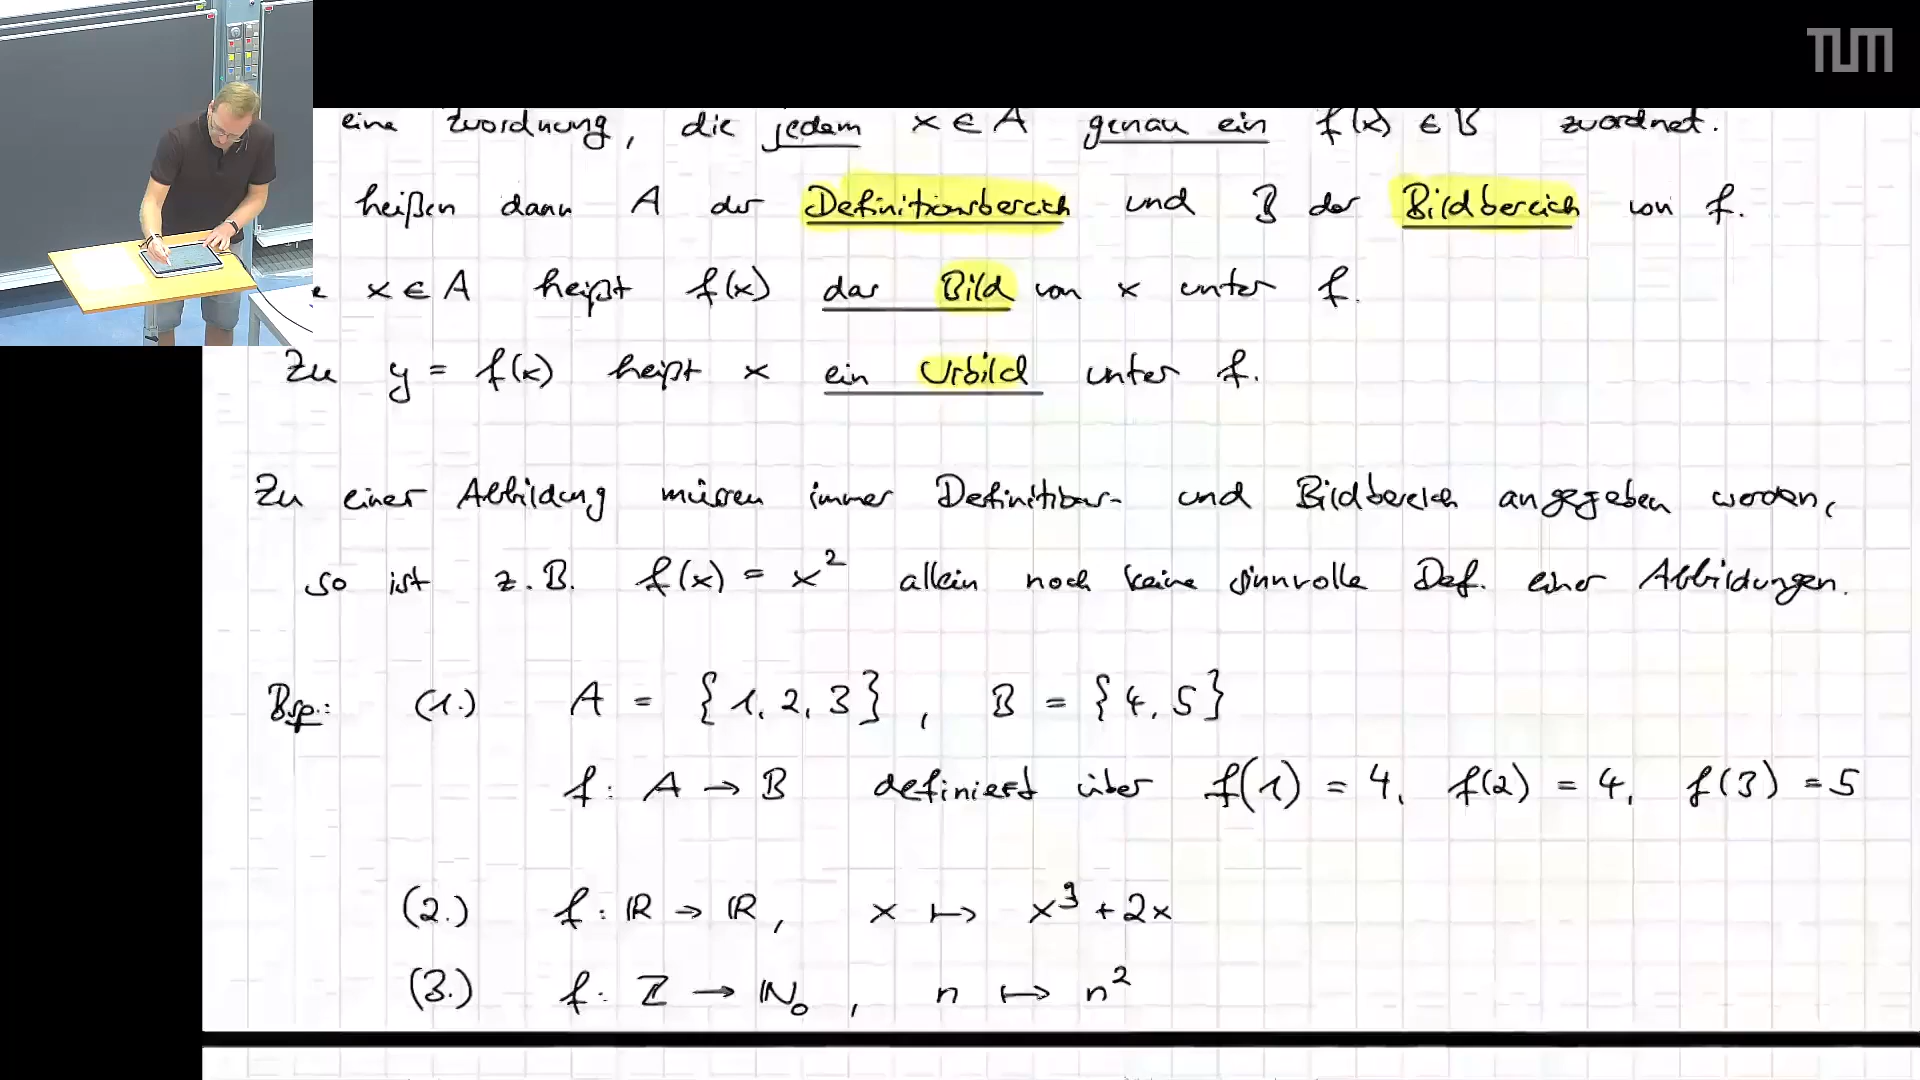 TUM
eine Zuordnung, die jedem x ∈ A genau ein f(x) ∈ B zuordnet.
heißen dann A der Definitionsbereich und B der Bildbereich von f.
x ∈ A heißt f(x) das Bild von x unter f.
Zu y = f(x) heißt x ein Urbild unter f.
Zu einer Abbildung müssen immer Definitions- und Bildbereich angegeben werden,
so ist z.B. f(x) = x² allein noch keine sinnvolle Def. einer Abbildungen.
Bsp.: (1.) A = {1, 2, 3}, B = {4, 5}
f: A → B definiert über f(1) = 4, f(2) = 4, f(3) = 5
(2.) f: ℝ → ℝ, x ↦ x³ + 2x
(3.) f: ℤ → ℕ₀, n ↦ n²